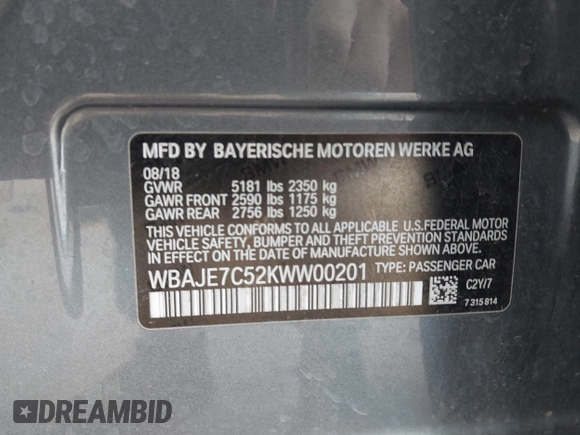 MFD BY BAYERISCHE MOTOREN WERKE AG
08/18
GVWR 5181 lbs 2350 kg
GAWR FRONT 2590 lbs 1175 kg
GAWR REAR 2756 lbs 1250 kg
THIS VEHICLE CONFORMS TO ALL APPLICABLE U.S.FEDERAL MOTOR
VEHICLE SAFETY, BUMPER, AND THEFT PREVENTION
STANDARDS IN EFFECT ON THE DATE OF MANUFACTURE SHOWN ABOVE.
WBAJE7C52KWW00201 TYPE: PASSENGER CAR
C2Y/7
7 315 814
DREAMBID